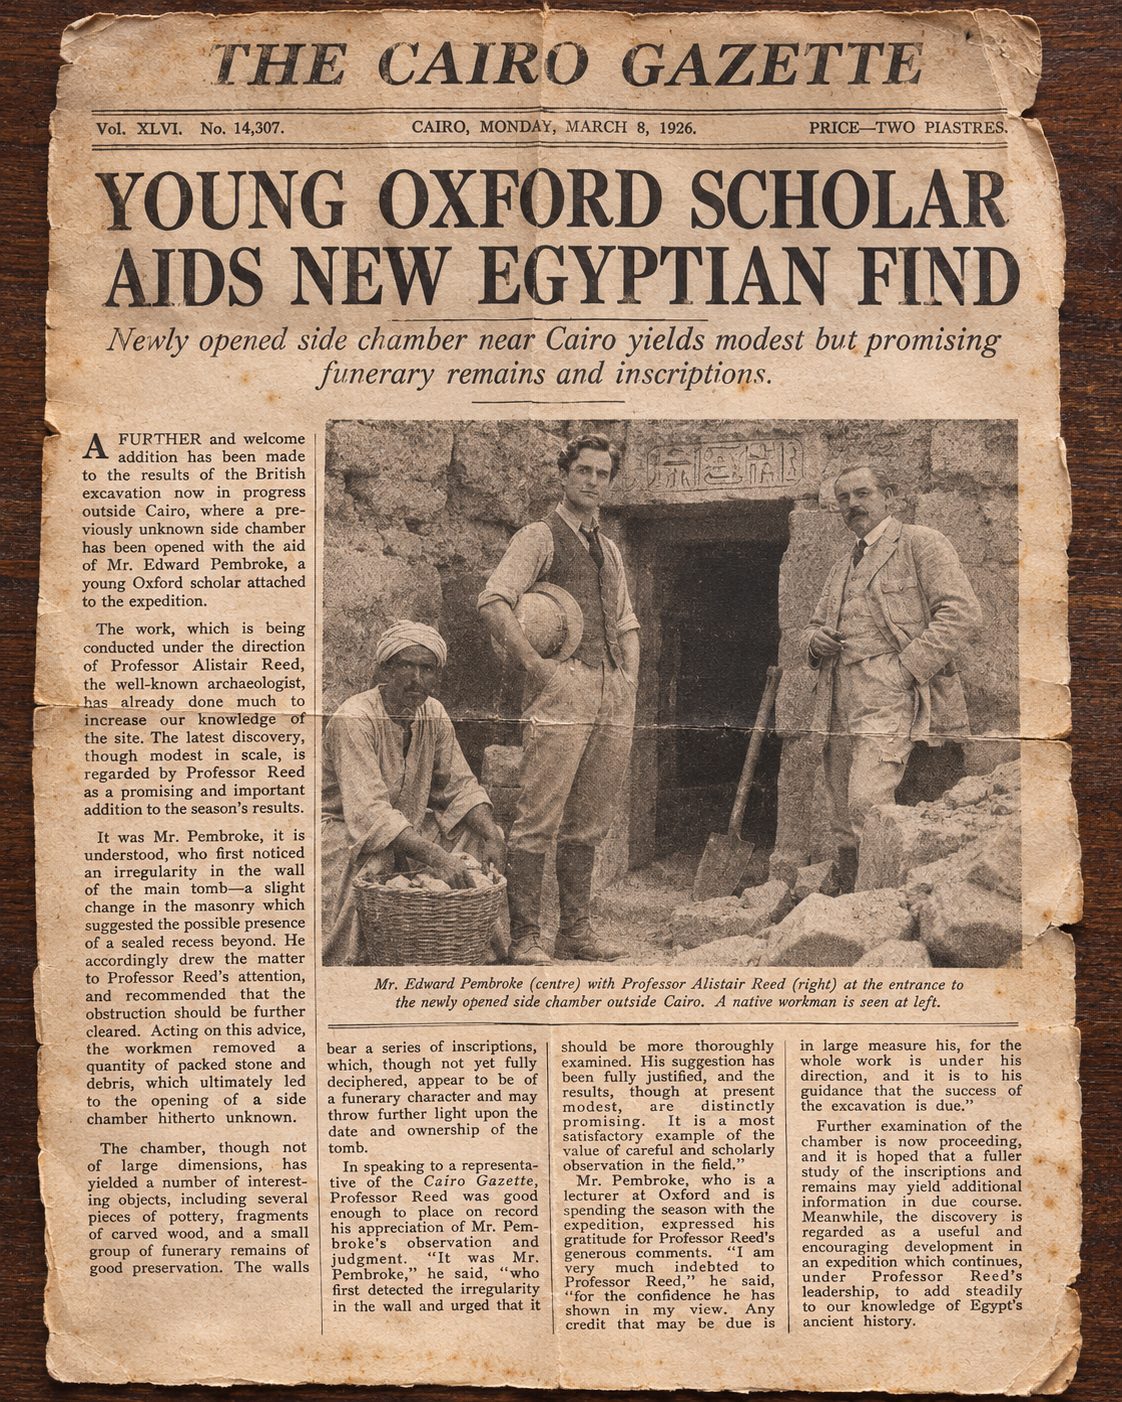 THE CAIRO GAZETTE
Vol. XLVI. No. 14,307.
CAIRO, MONDAY, MARCH 8, 1926.
PRICE—TWO PIASTRES.
YOUNG OXFORD SCHOLAR
AIDS NEW EGYPTIAN FIND
Newly opened side chamber near Cairo yields modest but promising
funerary remains and inscriptions.
A FURTHER and welcome
addition has been made
to the results of the British
excavation now in progress
outside Cairo, where a pre-
viously unknown side chamber
has been opened with the aid
of Mr. Edward Pembroke, a
young Oxford scholar attached
to the expedition.
The work, which is being
conducted under the direction
of Professor Alistair Reed,
the well-known archaeologist,
has already done much to
increase our knowledge of
the site. The latest discovery,
though modest in scale, is
regarded by Professor Reed
as a promising and important
addition to the season's results.
It was Mr. Pembroke, it is
understood, who first noticed
an irregularity in the wall
of the main tomb—a slight
change in the masonry which
suggested the possible presence
of a sealed recess beyond. He
accordingly drew the matter
to Professor Reed's attention,
and recommended that the
obstruction should be further
cleared. Acting on this advice,
the workmen removed a
quantity of packed stone and
debris, which ultimately led
to the opening of a side
chamber hitherto unknown.
The chamber, though not
of large dimensions, has
yielded a number of interest-
ing objects, including several
pieces of pottery, fragments
of carved wood, and a small
group of funerary remains of
good preservation. The walls
Mr. Edward Pembroke (centre) with Professor Alistair Reed (right) at the entrance to
the newly opened side chamber outside Cairo. A native workman is seen at left.
bear a series of inscriptions,
which, though not yet fully
deciphered, appear to be of
a funerary character and may
throw further light upon the
date and ownership of the
tomb.
In speaking to a representa-
tive of the Cairo Gazette,
Professor Reed was good
enough to place on record
his appreciation of Mr. Pem-
broke's observation and
judgment. "It was Mr.
Pembroke," he said, "who
first detected the irregularity
in the wall and urged that it
should be more thoroughly
examined. His suggestion has
been fully justified, and the
results, though at present
modest, are distinctly
promising. It is a most
satisfactory example of the
value of careful and scholarly
observation in the field."
Mr. Pembroke, who is a
lecturer at Oxford and is
spending the season with the
expedition, expressed his
gratitude for Professor Reed's
generous comments. "I am
very much indebted to
Professor Reed," he said,
"for the confidence he has
shown in my view. Any
credit that may be due is
in large measure his, for the
whole work is under his
direction, and it is to his
guidance that the success of
the excavation is due."
Further examination of the
chamber is now proceeding,
and it is hoped that a fuller
study of the inscriptions and
remains may yield additional
information in due course.
Meanwhile, the discovery is
regarded as a useful and
encouraging development in
an expedition which continues,
under Professor Reed's
leadership, to add steadily
to our knowledge of Egypt's
ancient history.